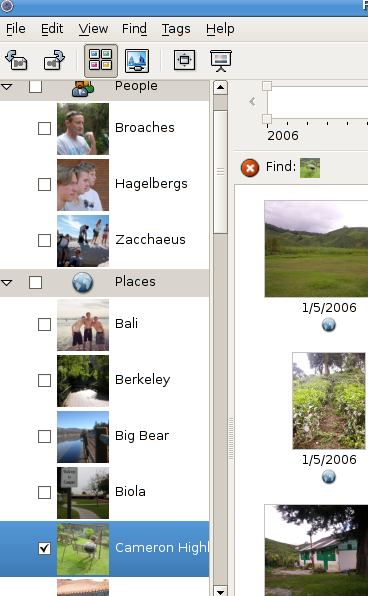 File Edit View Find Tags Help
People
Broaches
Hagelbergs
Zacchaeus
Places
Bali
Berkeley
Big Bear
Biola
Cameron Highl
2006
Find:
1/5/2006
1/5/2006